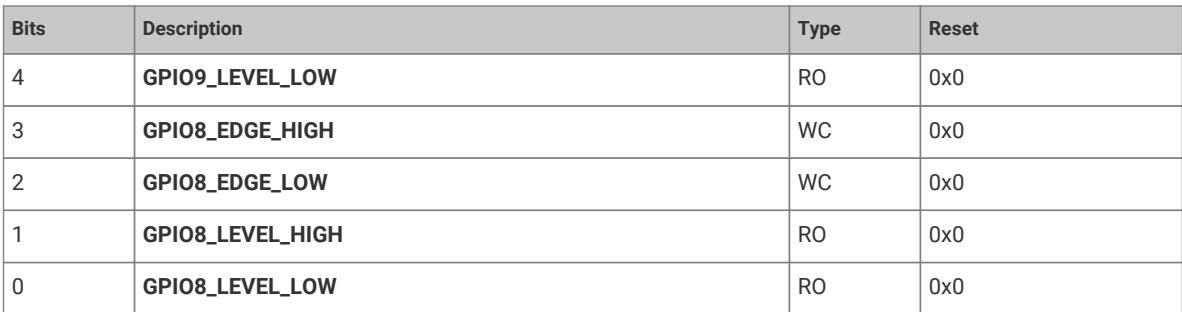 Bits Description Type Reset
4 GPIO9_LEVEL_LOW RO 0x0
3 GPIO8_EDGE_HIGH WC 0x0
2 GPIO8_EDGE_LOW WC 0x0
1 GPIO8_LEVEL_HIGH RO 0x0
0 GPIO8_LEVEL_LOW RO 0x0